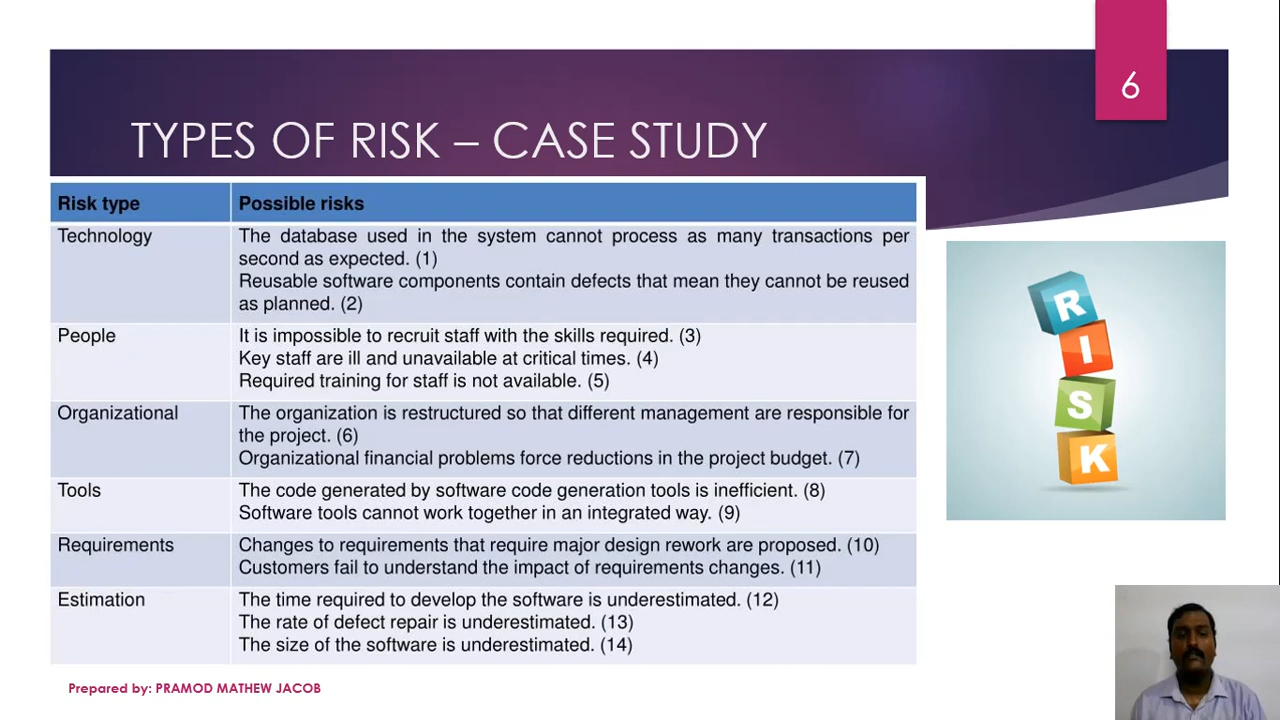 6
TYPES OF RISK – CASE STUDY
Risk type
Possible risks
Technology
The database used in the system cannot process as many transactions per
second as expected. (1)
Reusable software components contain defects that mean they cannot be reused
as planned. (2)
People
It is impossible to recruit staff with the skills required. (3)
Key staff are ill and unavailable at critical times. (4)
Required training for staff is not available. (5)
Organizational
The organization is restructured so that different management are responsible for
the project. (6)
Organizational financial problems force reductions in the project budget. (7)
Tools
The code generated by software code generation tools is inefficient. (8)
Software tools cannot work together in an integrated way. (9)
Requirements
Changes to requirements that require major design rework are proposed. (10)
Customers fail to understand the impact of requirements changes. (11)
Estimation
The time required to develop the software is underestimated. (12)
The rate of defect repair is underestimated. (13)
The size of the software is underestimated. (14)
R
I
S
K
Prepared by: PRAMOD MATHEW JACOB